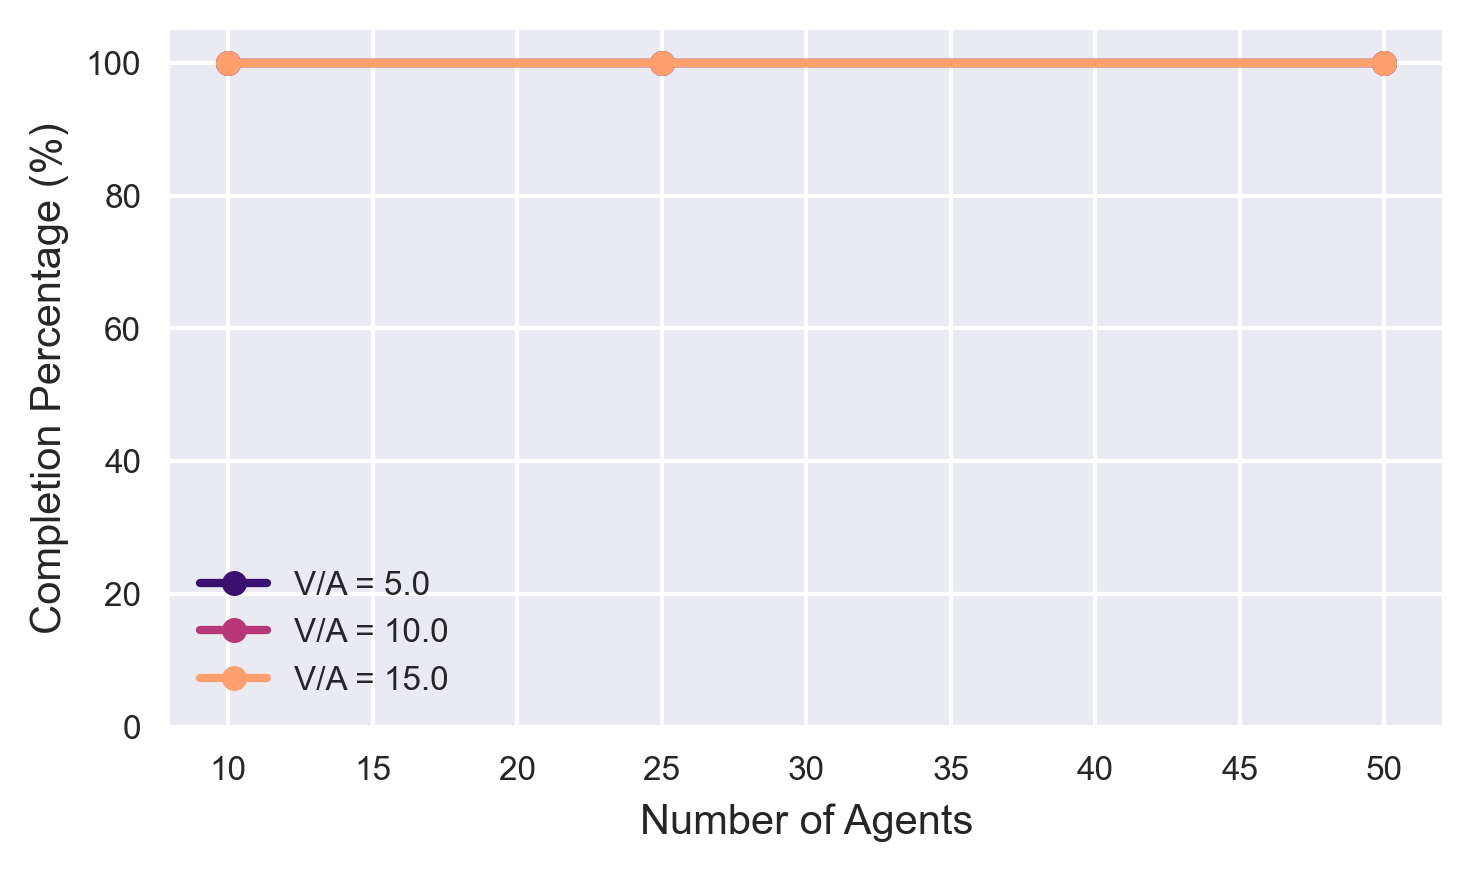 Completion Percentage (%)
100
80
60
40
20
0
V/A = 5.0
V/A = 10.0
V/A = 15.0
10 15 20 25 30 35 40 45 50
Number of Agents